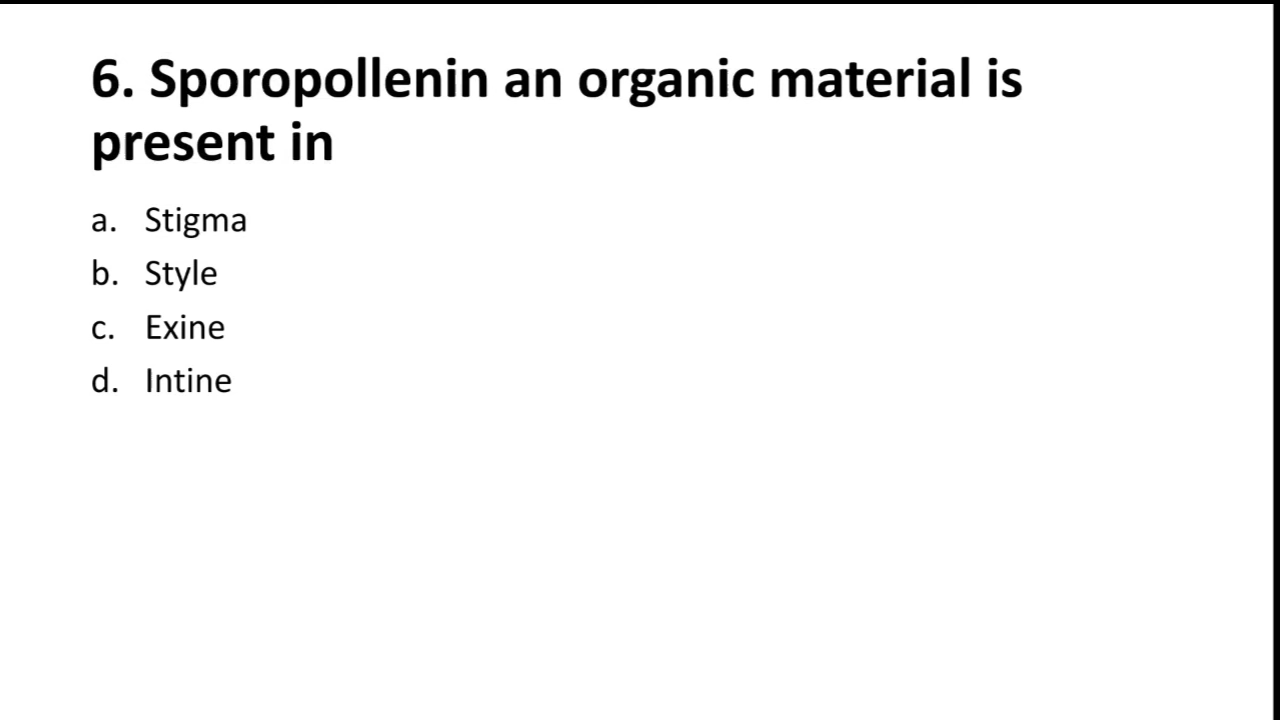 6. Sporopollenin an organic material is
present in
a. Stigma
b. Style
c. Exine
d. Intine